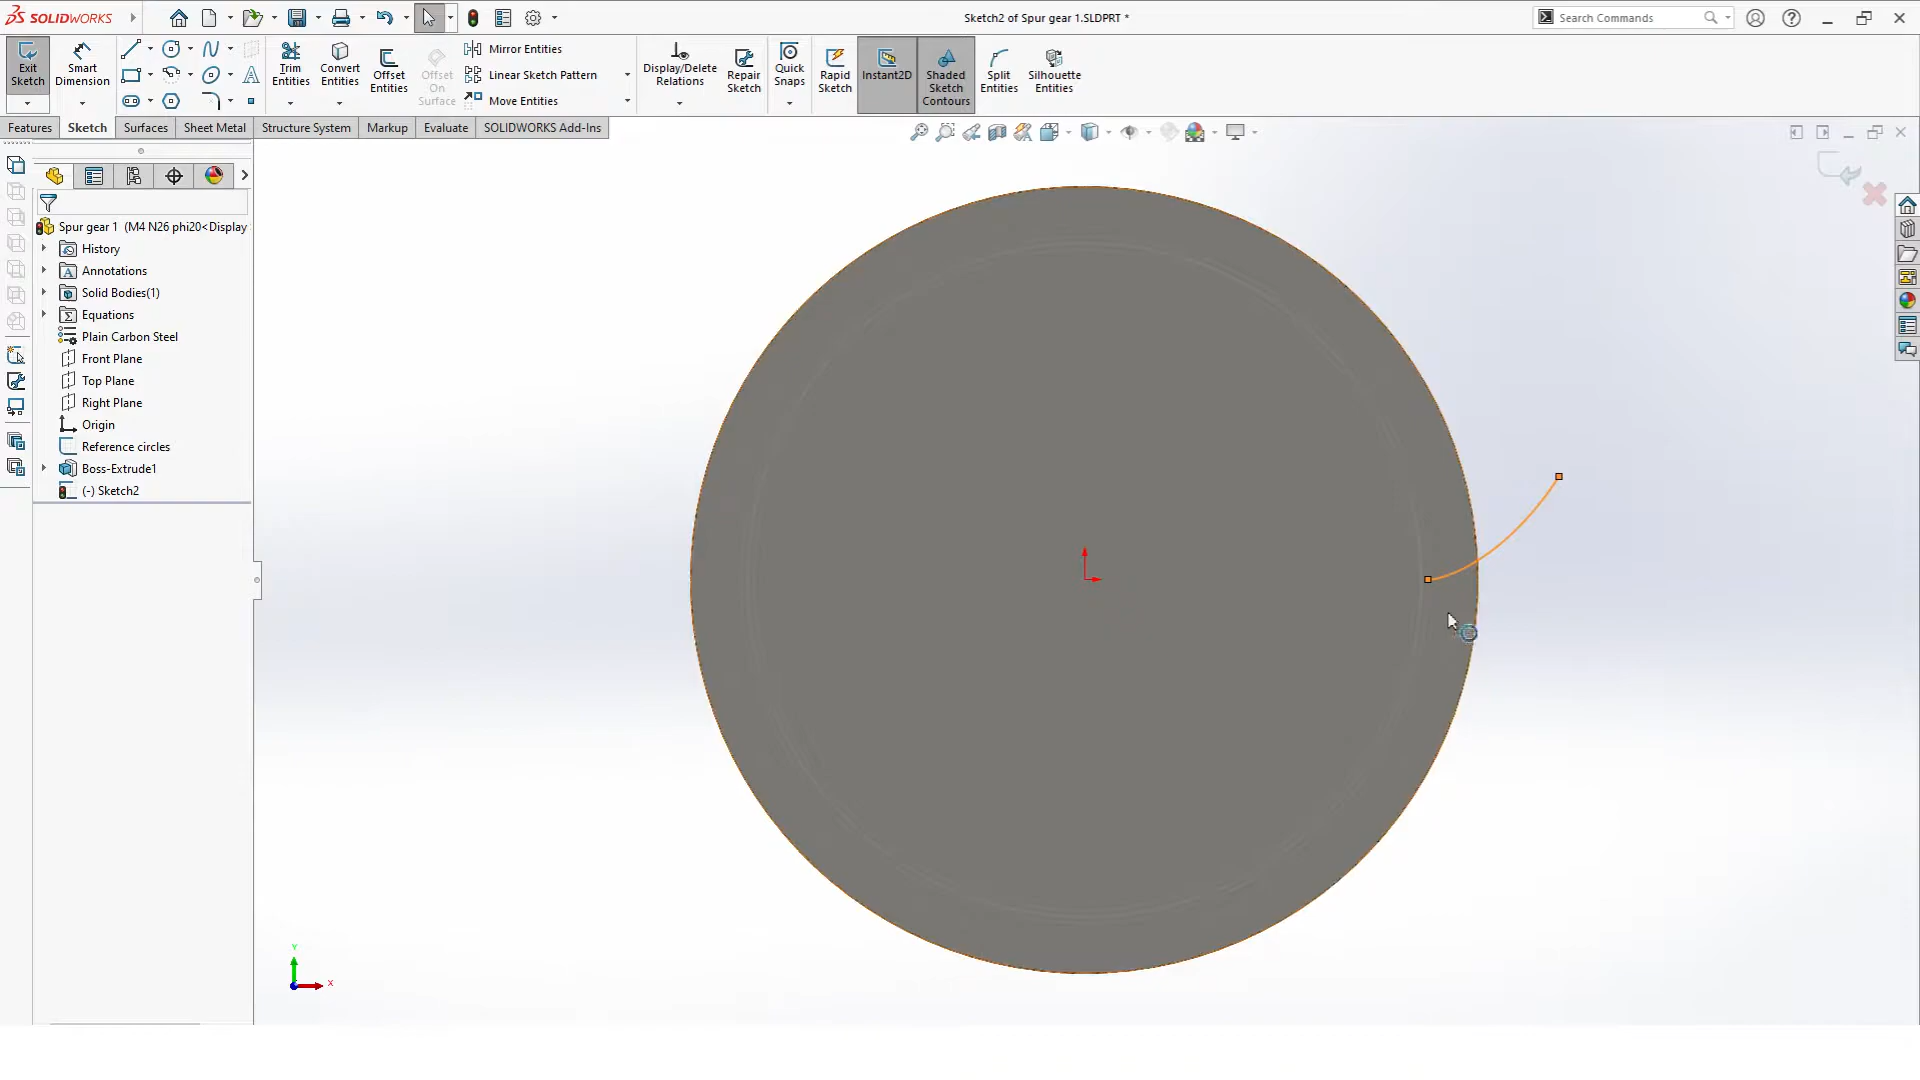 SOLIDWORKS
Sketch2 of Spur gear 1.SLDPRT *
Search Commands
Exit Sketch
Smart Dimension
Trim Entities
Convert Entities
Offset Entities
Offset On Surface
Mirror Entities
Linear Sketch Pattern
Move Entities
Display/Delete Relations
Repair Sketch
Quick Snaps
Rapid Sketch
Instant2D
Shaded Sketch Contours
Split Entities
Silhouette Entities
Features
Sketch
Surfaces
Sheet Metal
Structure System
Markup
Evaluate
SOLIDWORKS Add-Ins
Spur gear 1 (M4 N26 phi20<Display
History
Annotations
Solid Bodies(1)
Equations
Plain Carbon Steel
Front Plane
Top Plane
Right Plane
Origin
Reference circles
Boss-Extrude1
(-) Sketch2
Y
X